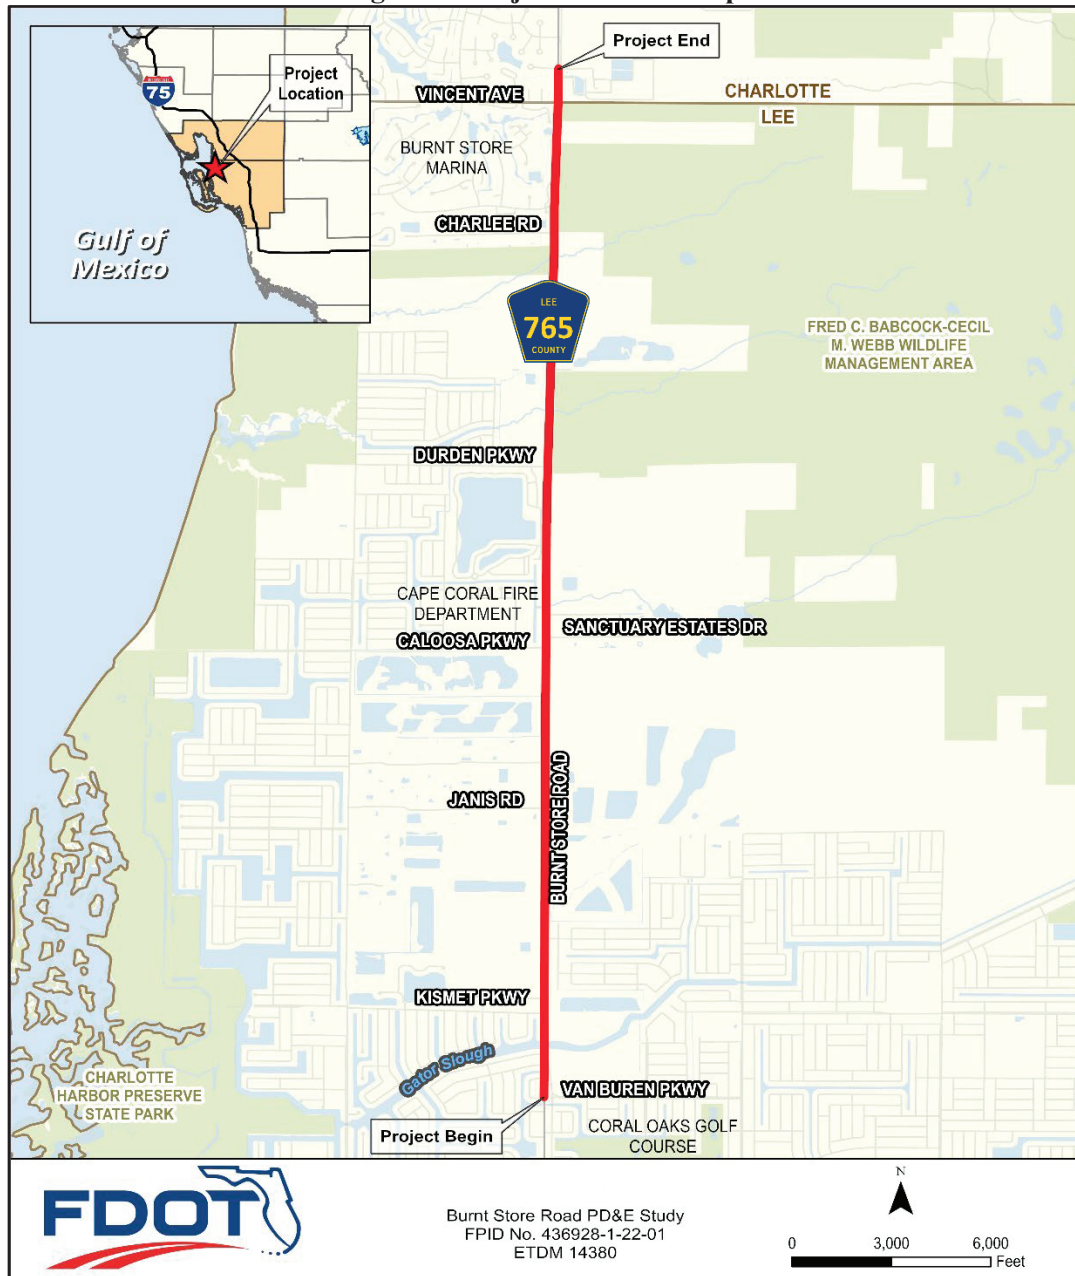 Project End
Project
Location
75
Gulf of
Mexico
VINCENT AVE
CHARLOTTE
LEE
BURNT STORE
MARINA
CHARLEE RD
LEE
765
COUNTY
FRED C. BABCOCK-CECIL
M. WEBB WILDLIFE
MANAGEMENT AREA
DURDEN PKWY
CAPE CORAL FIRE
DEPARTMENT
SANCTUARY ESTATES DR
CALOOSA PKWY
BURNT STORE ROAD
JANIS RD
KISMET PKWY
Gator Slough
CHARLOTTE
HARBOR PRESERVE
STATE PARK
VAN BUREN PKWY
Project Begin
CORAL OAKS GOLF
COURSE
FDOT
Burnt Store Road PD&E Study
FPID No. 436928-1-22-01
ETDM 14380
N
0 3,000 6,000
Feet